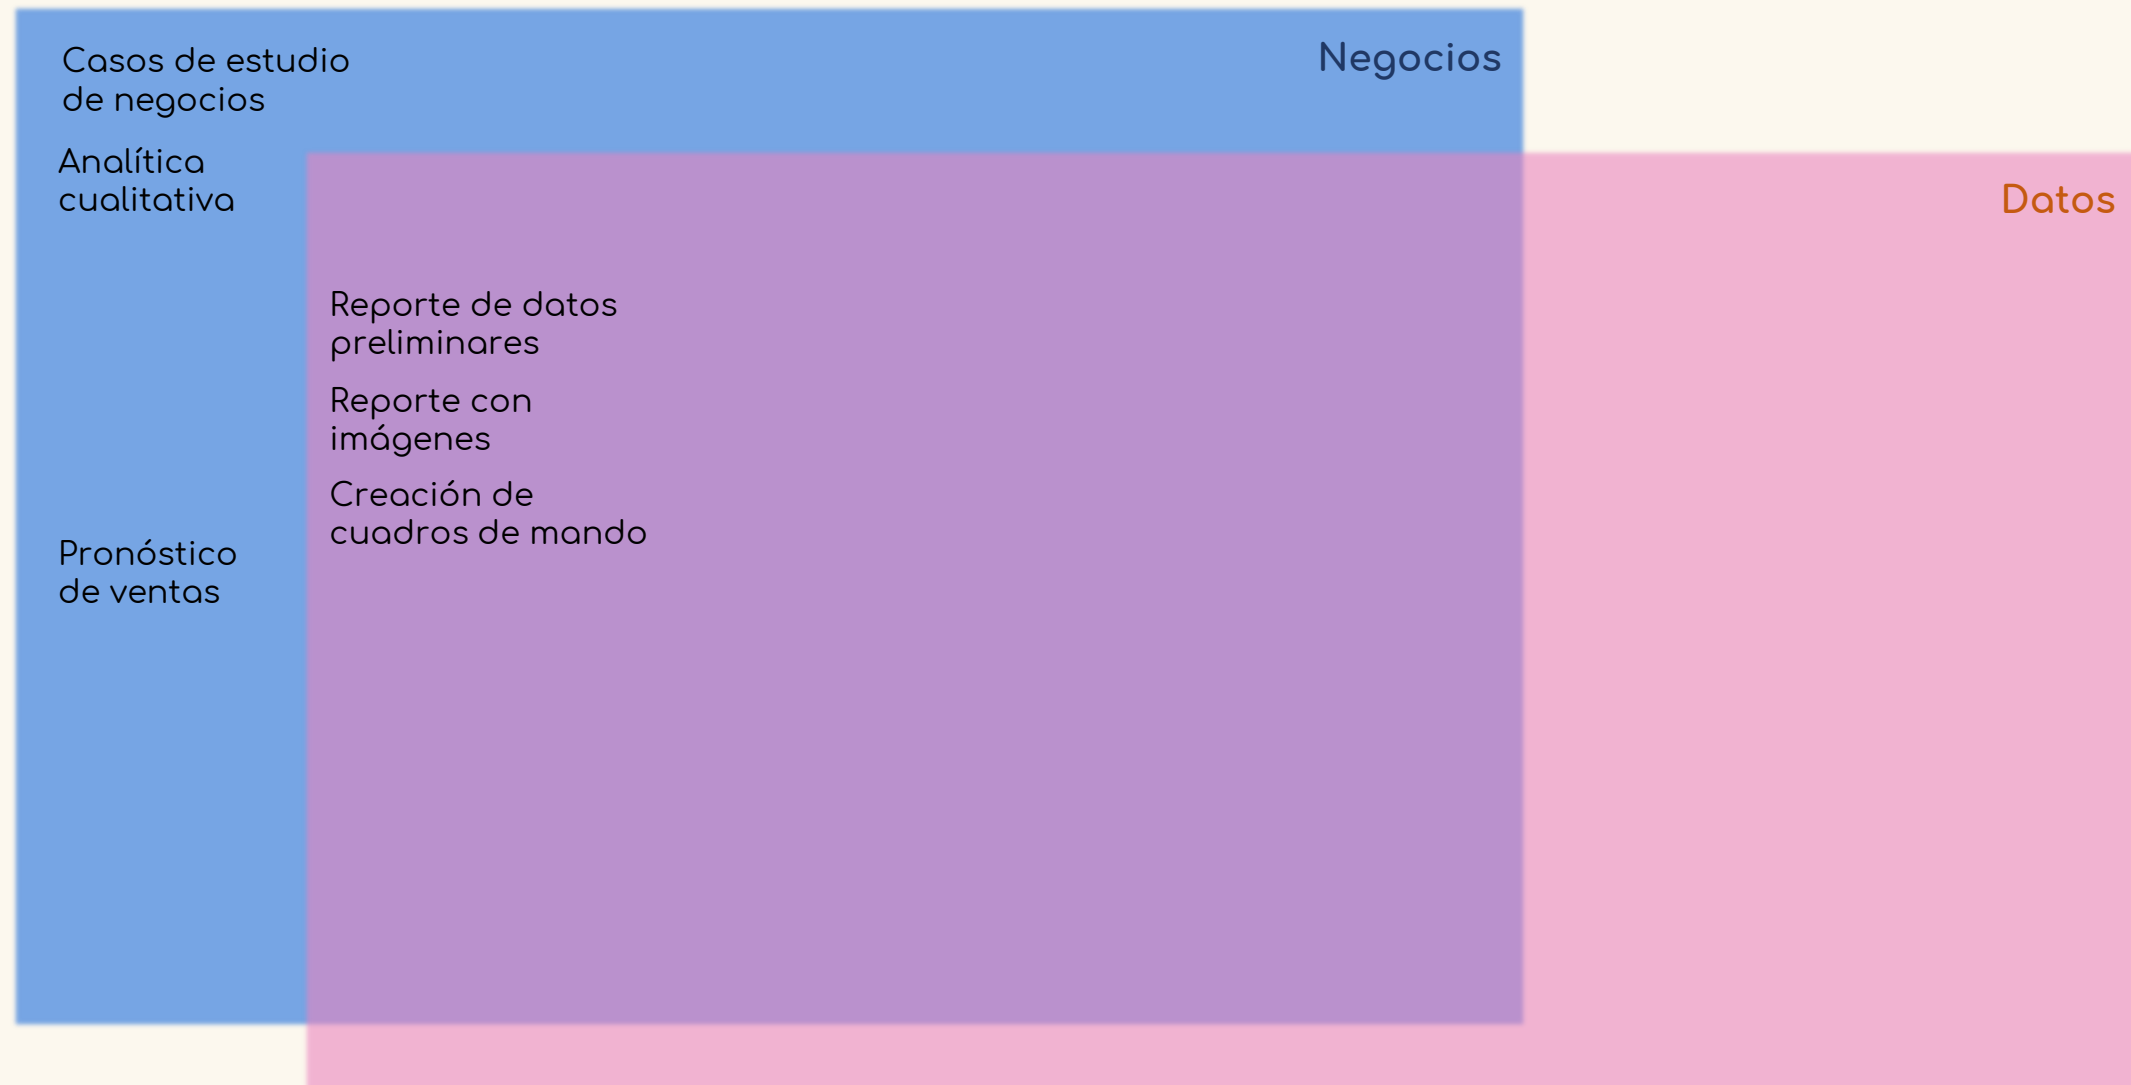 Casos de estudio
de negocios
Negocios
Analítica
cualitativa
Datos
Reporte de datos
preliminares
Reporte con
imágenes
Creación de
cuadros de mando
Pronóstico
de ventas